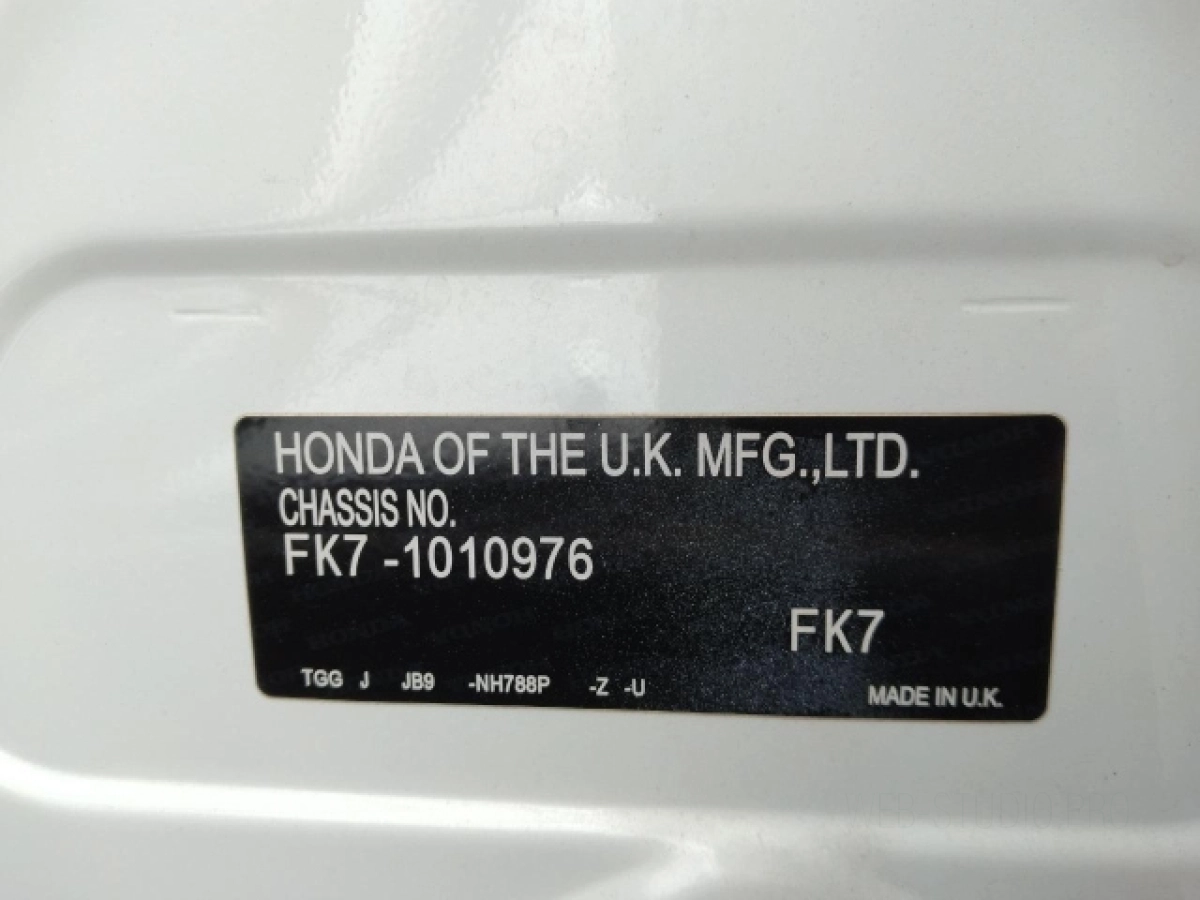 HONDA OF THE U.K. MFG.,LTD.
CHASSIS NO.
FK7 -1010976
FK7
TGG J JB9 -NH788P -Z -U
MADE IN U.K.